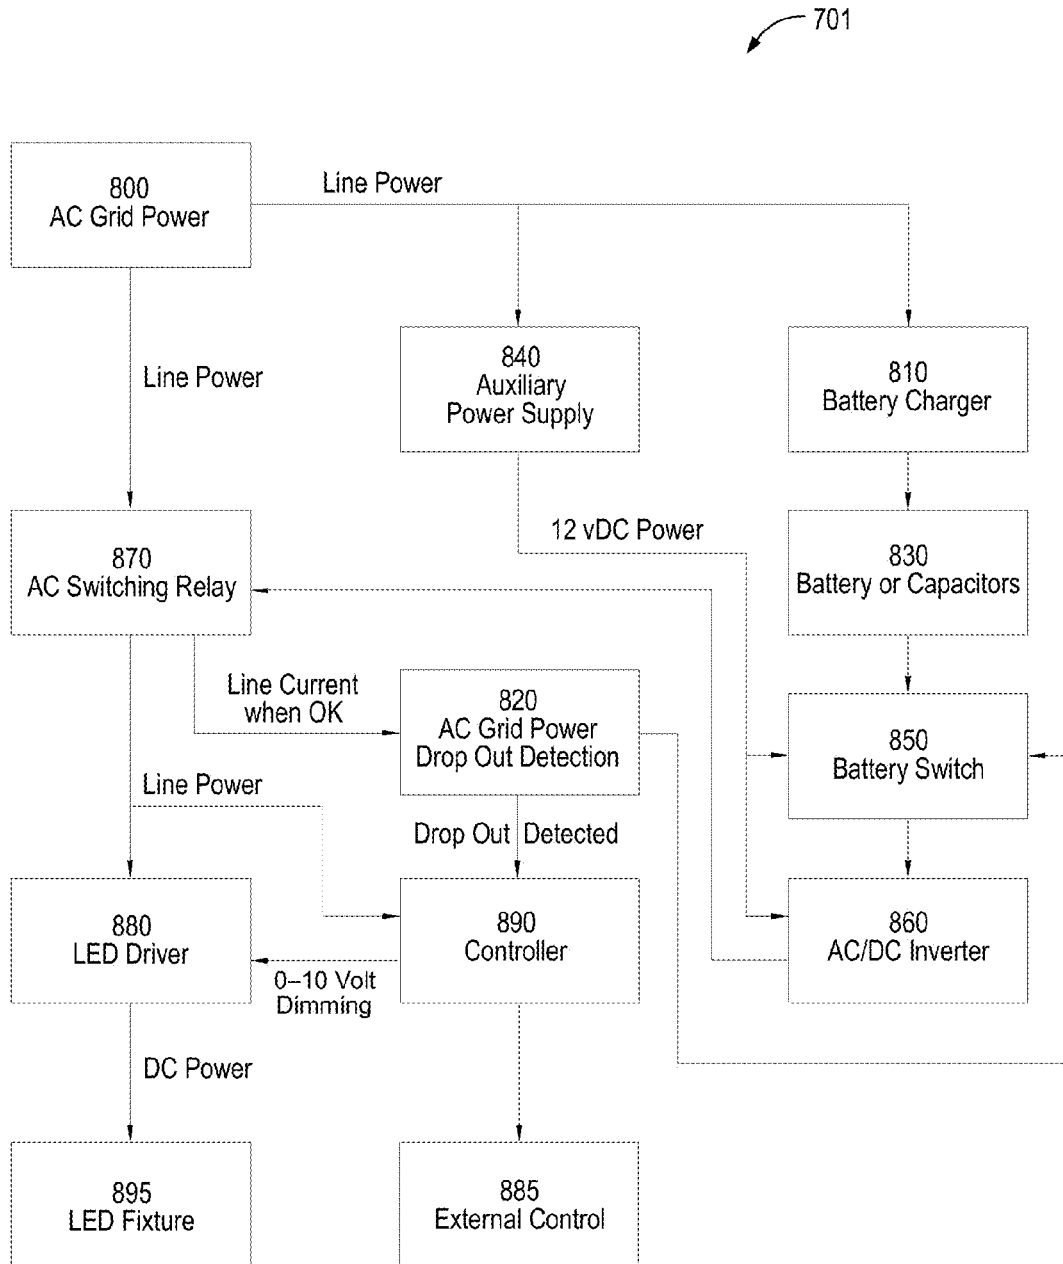 701
800
AC Grid Power
Line Power
Line Power
840
Auxiliary
Power Supply
810
Battery Charger
12 vDC Power
870
AC Switching Relay
830
Battery or Capacitors
Line Current
when OK
820
AC Grid Power
Drop Out Detection
850
Battery Switch
Line Power
Drop Out Detected
880
LED Driver
890
Controller
860
AC/DC Inverter
0–10 Volt
Dimming
DC Power
895
LED Fixture
885
External Control